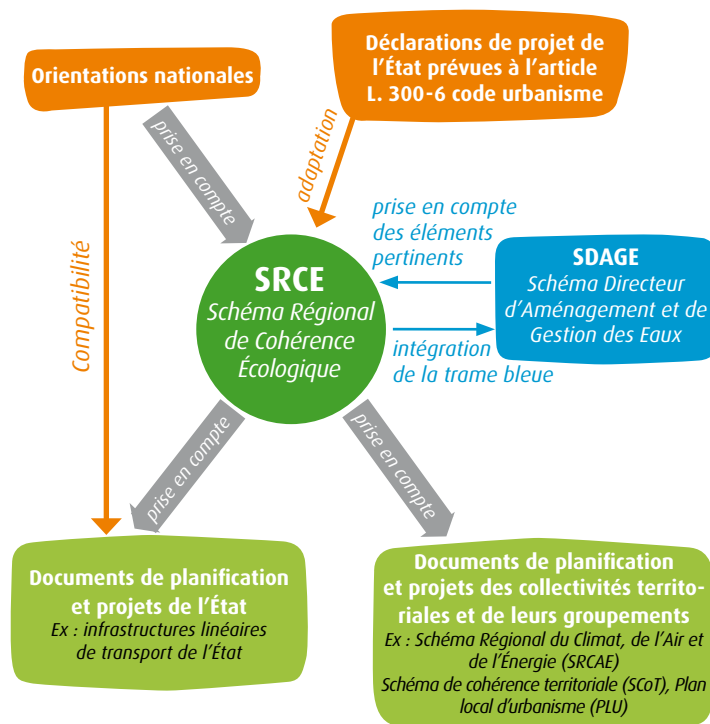 Orientations nationales
Déclarations de projet de
l'État prévues à l'article
L. 300-6 code urbanisme
prise en compte
adaptation
Compatibilité
prise en compte
des éléments
pertinents
SRCE
Schéma Régional
de Cohérence
Écologique
SDAGE
Schéma Directeur
d'Aménagement et de
Gestion des Eaux
intégration
de la trame bleue
prise en compte
prise en compte
Documents de planification
et projets de l'État
Ex : infrastructures linéaires
de transport de l'État
Documents de planification
et projets des collectivités territo-
riales et de leurs groupements
Ex : Schéma Régional du Climat, de l'Air et
de l'Énergie (SRCAE)
Schéma de cohérence territoriale (SCoT), Plan
local d'urbanisme (PLU)